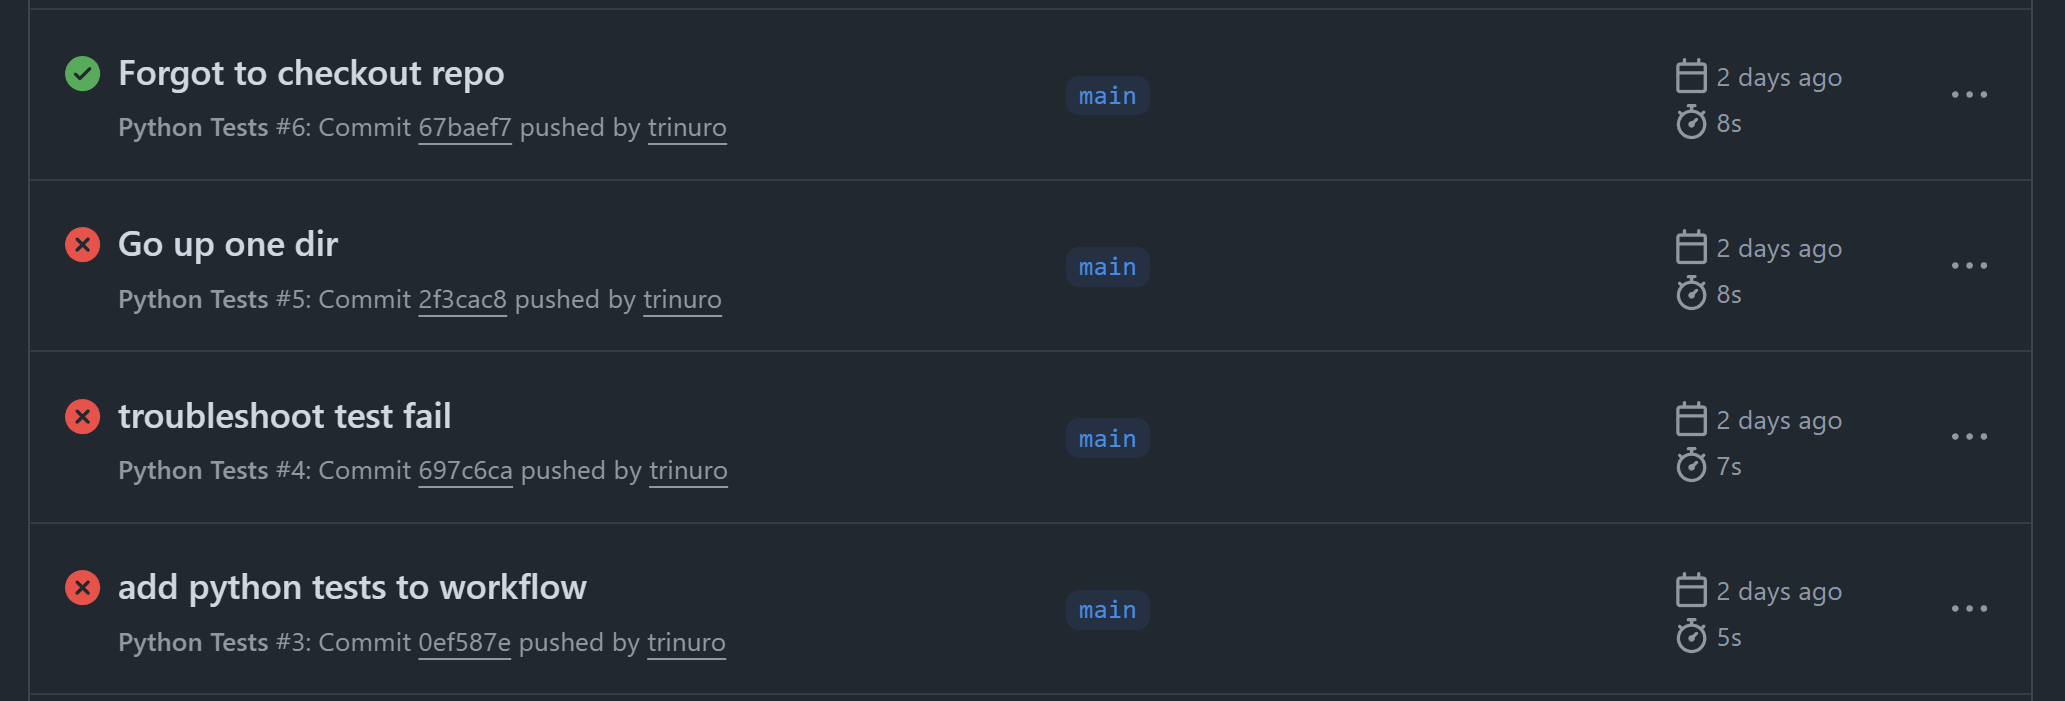 Forgot to checkout repo
Python Tests #6: Commit 67baef7 pushed by trinuro
main
2 days ago
8s
Go up one dir
Python Tests #5: Commit 2f3cac8 pushed by trinuro
main
2 days ago
8s
troubleshoot test fail
Python Tests #4: Commit 697c6ca pushed by trinuro
main
2 days ago
7s
add python tests to workflow
Python Tests #3: Commit 0ef587e pushed by trinuro
main
2 days ago
5s